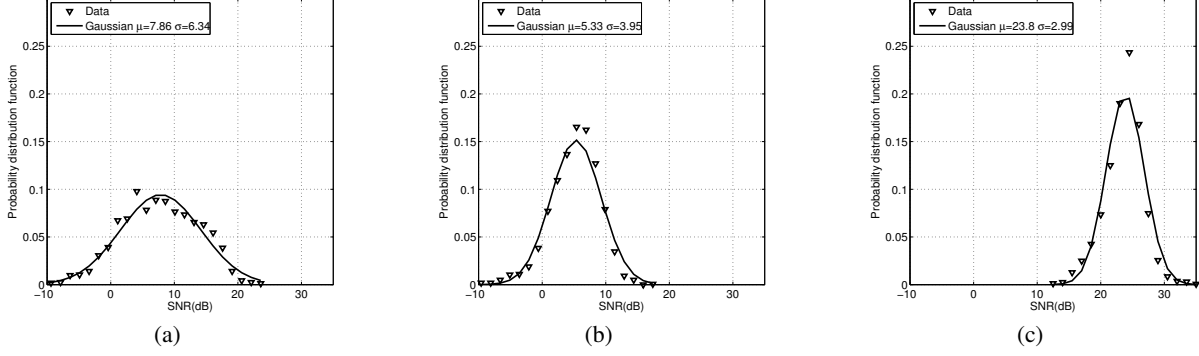 Data
Gaussian μ=7.86 σ=6.34
0.25
0.2
0.15
0.1
0.05
0
−10
0
10
20
30
SNR(dB)
Probability distribution function
(a)
Data
Gaussian μ=5.33 σ=3.95
0.25
0.2
0.15
0.1
0.05
0
−10
0
10
20
30
SNR(dB)
Probability distribution function
(b)
Data
Gaussian μ=23.8 σ=2.99
0.25
0.2
0.15
0.1
0.05
0
−10
0
10
20
30
SNR(dB)
Probability distribution function
(c)